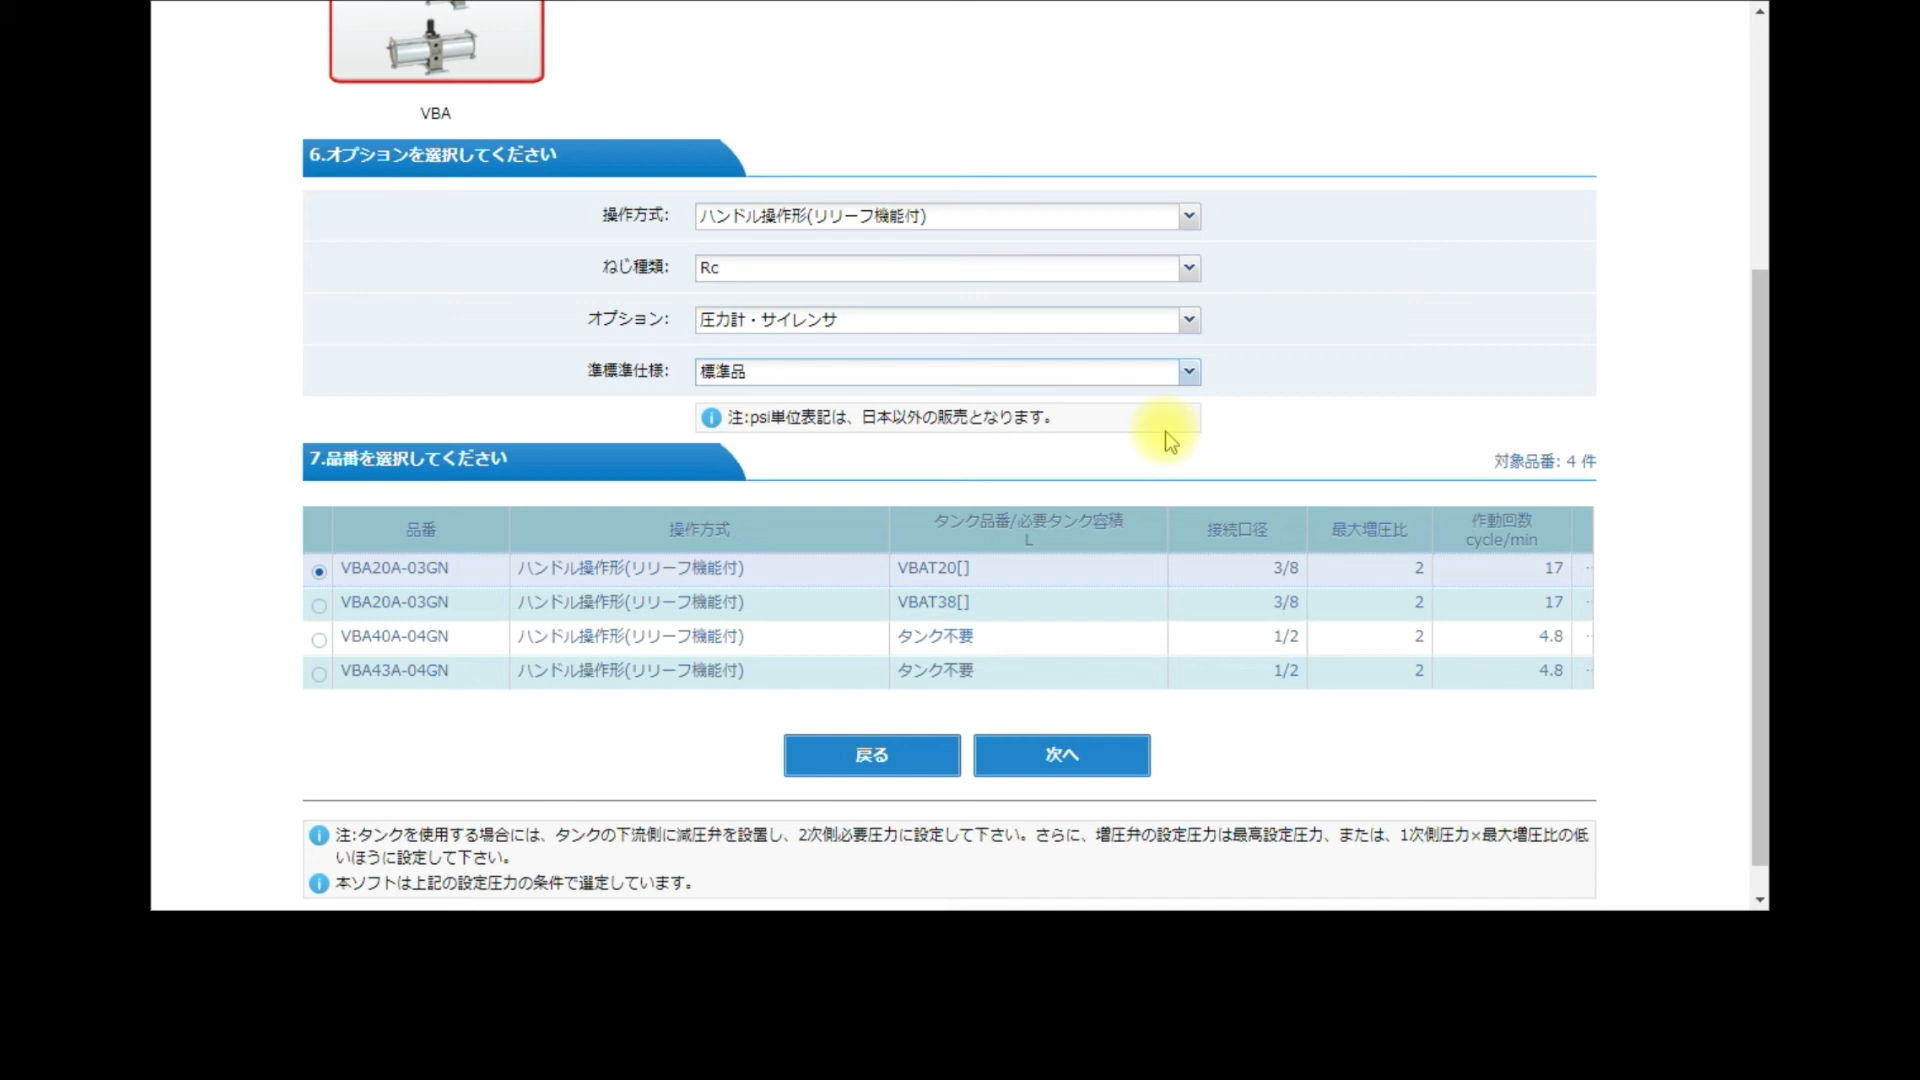 VBA
6.オプションを選択してください
操作方式: ハンドル操作形(リリーフ機能付)
ねじ種類: Rc
オプション: 圧力計・サイレンサ
準標準仕様: 標準品
注:psi単位表記は、日本以外の販売となります。
7.品番を選択してください 対象品番: 4 件
品番 操作方式 タンク品番/必要タンク容積 L 接続口径 最大増圧比 作動回数 cycle/min
VBA20A-03GN ハンドル操作形(リリーフ機能付) VBAT20[] 3/8 2 17
VBA20A-03GN ハンドル操作形(リリーフ機能付) VBAT38[] 3/8 2 17
VBA40A-04GN ハンドル操作形(リリーフ機能付) タンク不要 1/2 2 4.8
VBA43A-04GN ハンドル操作形(リリーフ機能付) タンク不要 1/2 2 4.8
戻る 次へ
注:タンクを使用する場合には、タンクの下流側に減圧弁を設置し、2次側必要圧力に設定して下さい。さらに、増圧弁の設定圧力は最高設定圧力、または、1次側圧力×最大増圧比の低
いほうに設定して下さい。
本ソフトは上記の設定圧力の条件で選定しています。